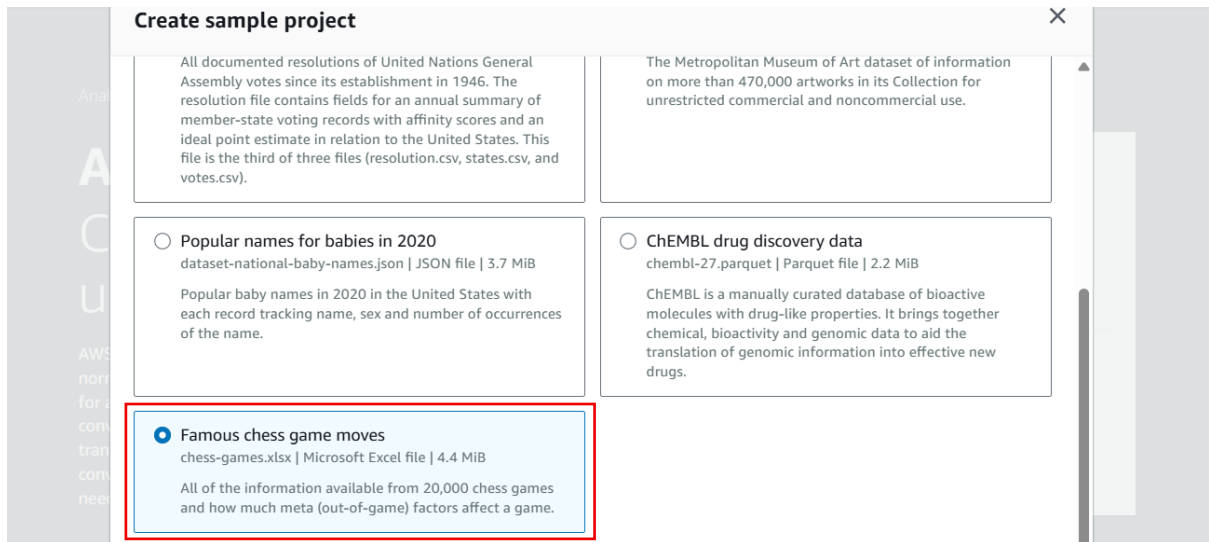 Create sample project
All documented resolutions of United Nations General
Assembly votes since its establishment in 1946. The
resolution file contains fields for an annual summary of
member-state voting records with affinity scores and an
ideal point estimate in relation to the United States. This
file is the third of three files (resolution.csv, states.csv, and
votes.csv).
The Metropolitan Museum of Art dataset of information
on more than 470,000 artworks in its Collection for
unrestricted commercial and noncommercial use.
Popular names for babies in 2020
dataset-national-baby-names.json | JSON file | 3.7 MiB
Popular baby names in 2020 in the United States with
each record tracking name, sex and number of occurrences
of the name.
ChEMBL drug discovery data
chembl-27.parquet | Parquet file | 2.2 MiB
ChEMBL is a manually curated database of bioactive
molecules with drug-like properties. It brings together
chemical, bioactivity and genomic data to aid the
translation of genomic information into effective new
drugs.
Famous chess game moves
chess-games.xlsx | Microsoft Excel file | 4.4 MiB
All of the information available from 20,000 chess games
and how much meta (out-of-game) factors affect a game.
Anal
A
C
u
AWS
norr
for a
conv
tran
conv
need